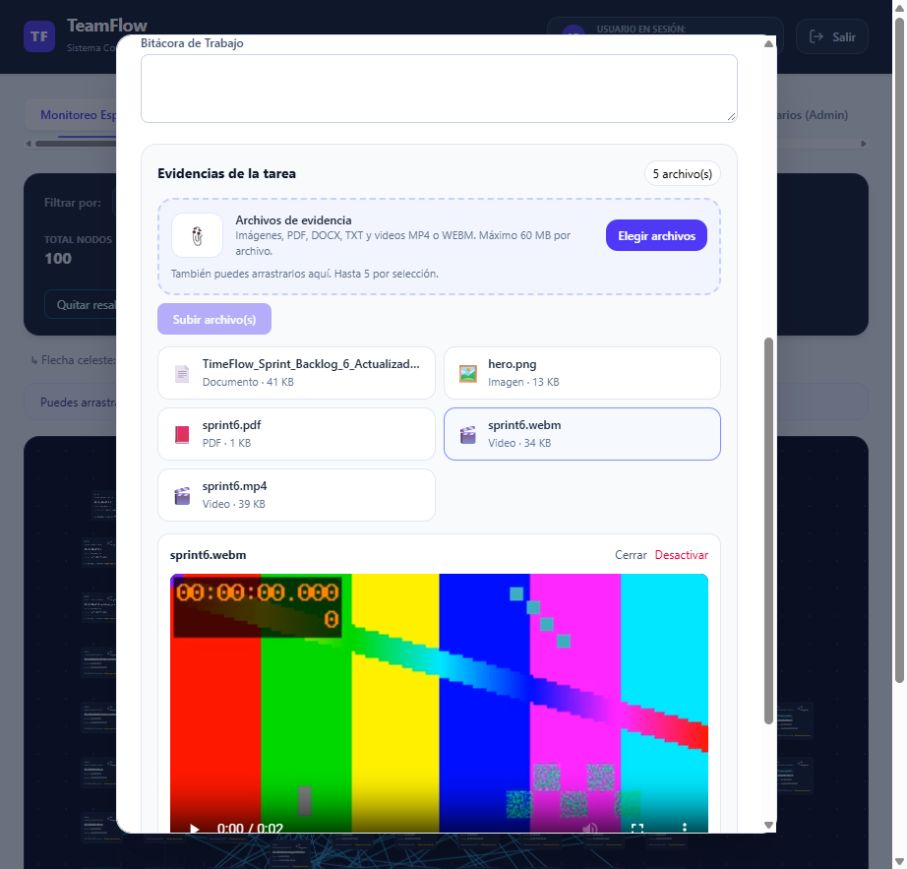 TF
TeamFlow
Sistema Co
USUARIO EN SESIÓN:
Salir
Monitoreo Esp
arios (Admin)
Filtrar por:
TOTAL NODOS
100
Quitar resal
↳ Flecha celeste:
Puedes arrastra
Bitácora de Trabajo
Evidencias de la tarea
5 archivo(s)
Archivos de evidencia
Imágenes, PDF, DOCX, TXT y videos MP4 o WEBM. Máximo 60 MB por
archivo.
Elegir archivos
También puedes arrastrarlos aquí. Hasta 5 por selección.
Subir archivo(s)
TimeFlow_Sprint_Backlog_6_Actualizad...
Documento · 41 KB
hero.png
Imagen · 13 KB
sprint6.pdf
PDF · 1 KB
sprint6.webm
Video · 34 KB
sprint6.mp4
Video · 39 KB
sprint6.webm
Cerrar
Desactivar
00:00:00.000
0
0:00 / 0:02